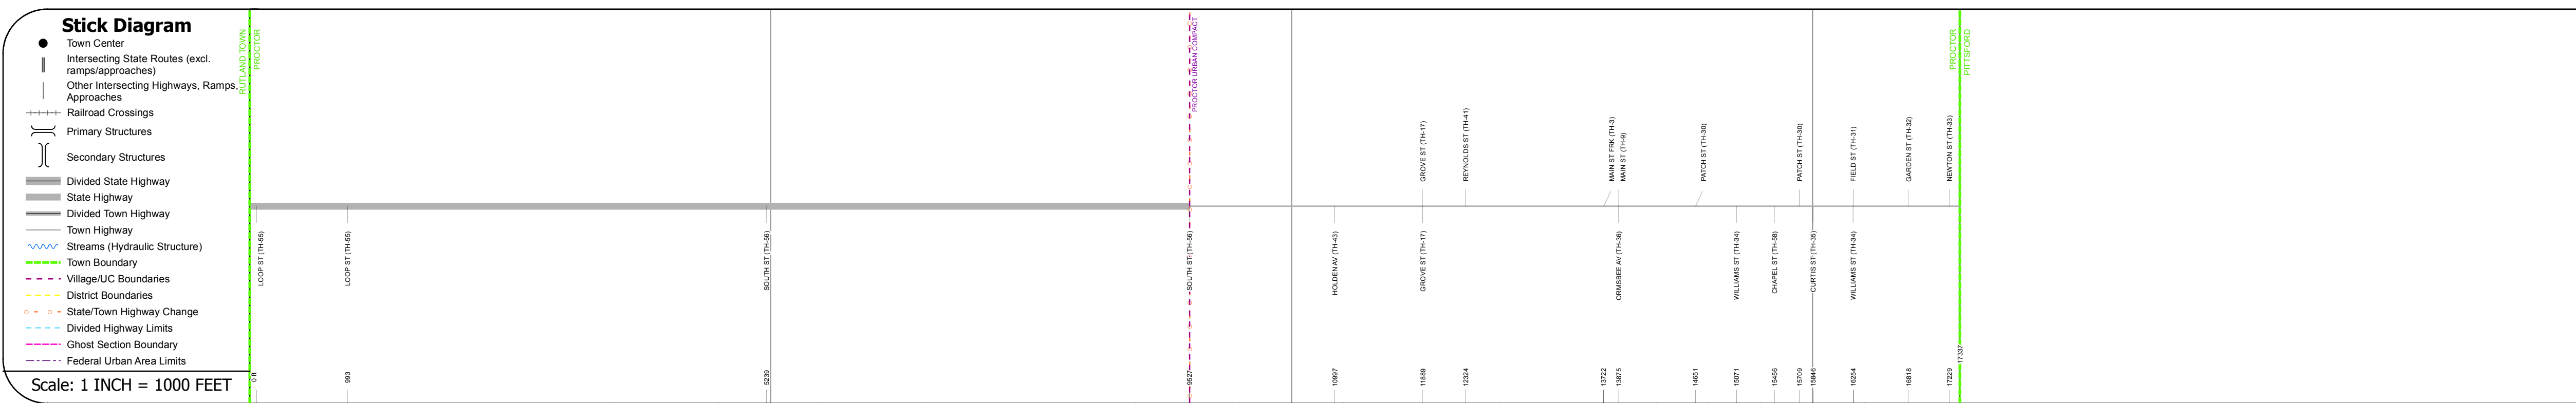 Stick Diagram
Town Center
Intersecting State Routes (excl.
ramps/approaches)
Other Intersecting Highways, Ramps,
Approaches
Railroad Crossings
Primary Structures
Secondary Structures
Divided State Highway
State Highway
Divided Town Highway
Town Highway
Streams (Hydraulic Structure)
Town Boundary
Village/UC Boundaries
District Boundaries
State/Town Highway Change
Divided Highway Limits
Ghost Section Boundary
Federal Urban Area Limits
Scale: 1 INCH = 1000 FEET
RUTLAND TOWN
PROCTOR
PROCTOR URBAN COMPACT
PROCTOR
PITTSFORD
GROVE ST (TH-17)
REYNOLDS ST (TH-41)
MAIN ST FRK (TH-3)
MAIN ST (TH-9)
PATCH ST (TH-30)
PATCH ST (TH-30)
FIELD ST (TH-31)
GARDEN ST (TH-32)
NEWTON ST (TH-33)
LOOP ST (TH-55)
LOOP ST (TH-55)
SOUTH ST (TH-56)
SOUTH ST (TH-56)
HOLDEN AV (TH-43)
GROVE ST (TH-17)
ORMSBEE AV (TH-36)
WILLIAMS ST (TH-34)
CHAPEL ST (TH-58)
CURTIS ST (TH-35)
WILLIAMS ST (TH-34)
0 ft
993
5239
9527
10997
11889
12324
13722
13875
14651
15071
15456
15709
15846
16254
16818
17229
17337